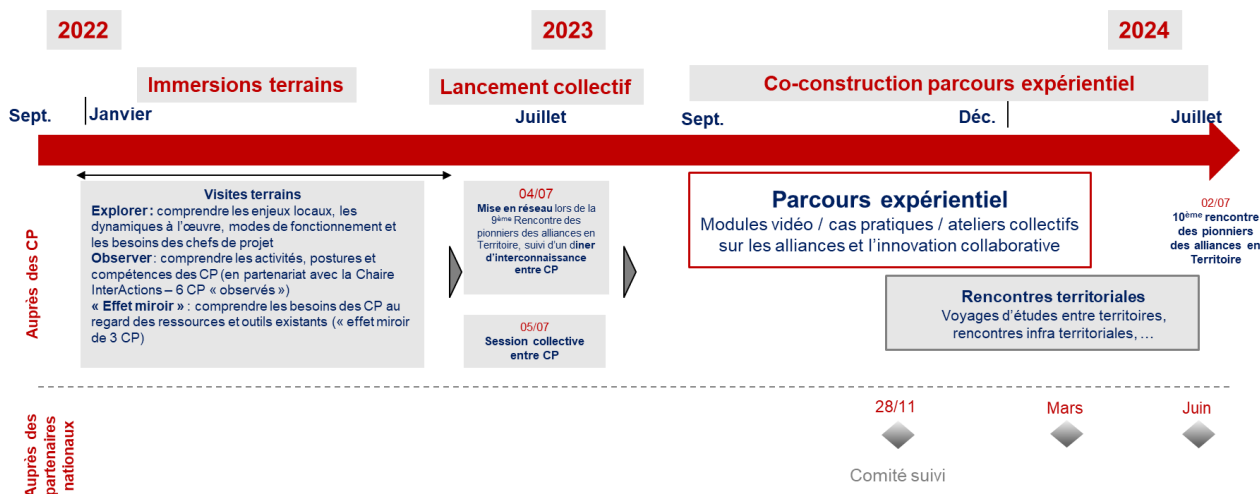 2022
2023
2024
Immersions terrains
Lancement collectif
Co-construction parcours expérientiel
Sept.
Janvier
Juillet
Sept.
Déc.
Juillet
Auprès des CP
Visites terrains
Explorer : comprendre les enjeux locaux, les
dynamiques à l'œuvre, modes de fonctionnement et
les besoins des chefs de projet
Observer : comprendre les activités, postures et
compétences des CP (en partenariat avec la Chaire
InterActions – 6 CP « observés »)
« Effet miroir » : comprendre les besoins des CP au
regard des ressources et outils existants (« effet miroir
de 3 CP)
04/07
Mise en réseau lors de la
9ème Rencontre des
pionniers des alliances en
Territoire, suivi d'un diner
d'interconnaissance
entre CP
05/07
Session collective
entre CP
Parcours expérientiel
Modules vidéo / cas pratiques / ateliers collectifs
sur les alliances et l'innovation collaborative
02/07
10ème rencontre
des pionniers
des alliances en
Territoire
Rencontres territoriales
Voyages d'études entre territoires,
rencontres infra territoriales, …
Auprès des
partenaires
nationaux
28/11
Mars
Juin
Comité suivi